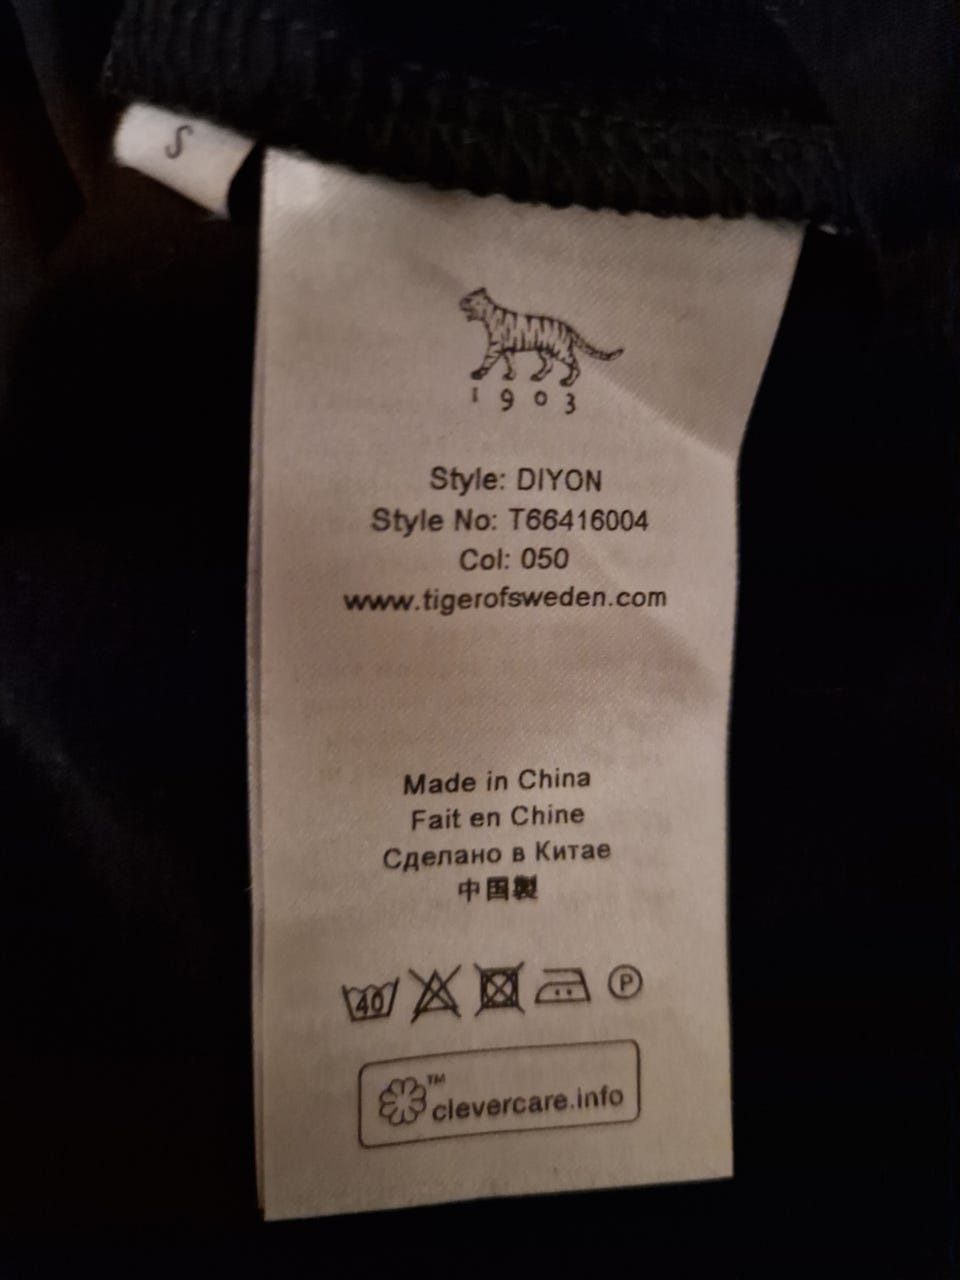 S
1903
Style: DIYON
Style No: T66416004
Col: 050
www.tigerofsweden.com
Made in China
Fait en Chine
Сделано в Китае
中国製
40 P
TM
clevercare.info